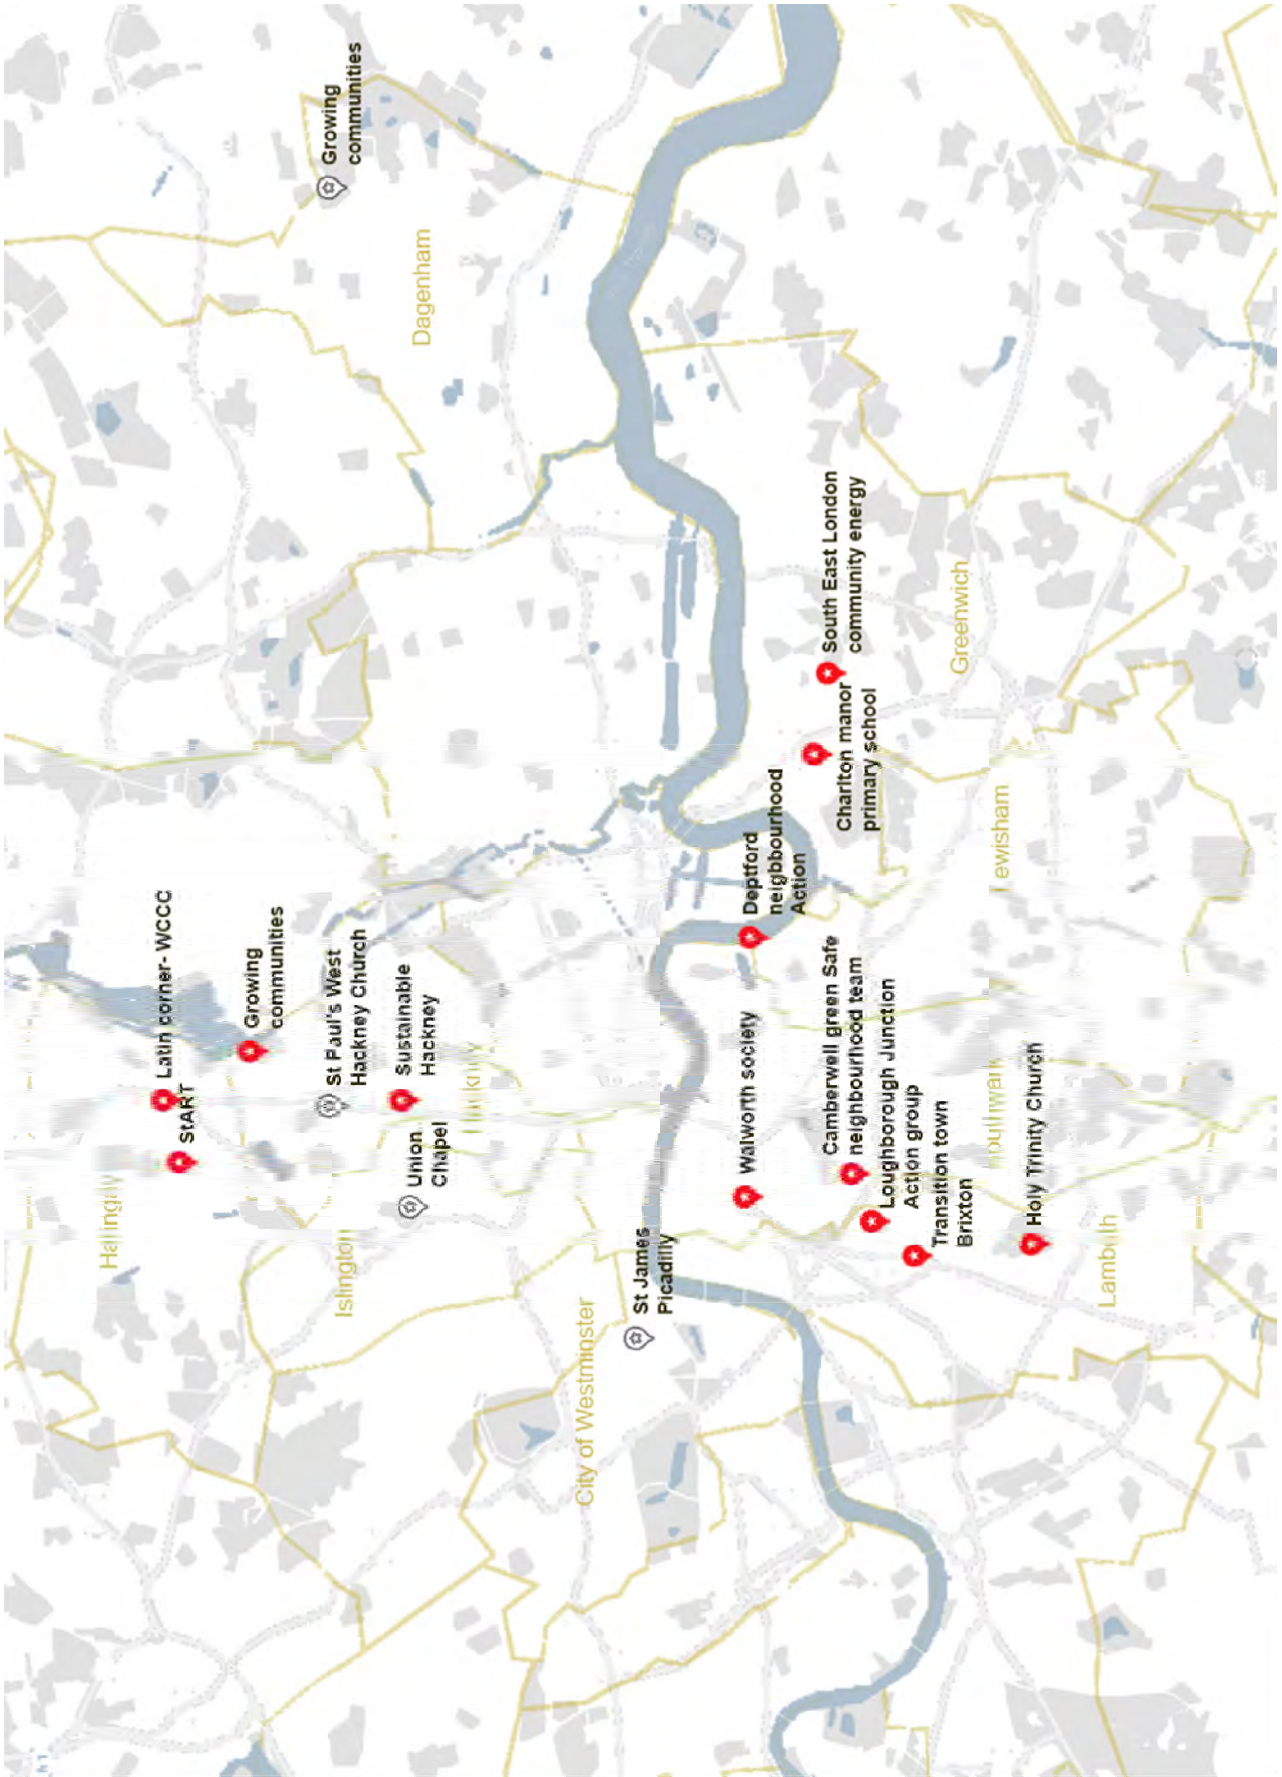 Latin corner- WCCC
StART
Growing
communities
St Paul's West
Hackney Church
Sustainable
Hackney
Union
Chapel
Growing
communities
Dagenham
Islington
City of Westminster
St James
Picadilly
Walworth society
Deptford
neigbbourhood
Action
Charlton manor
primary school
South East London
community energy
Greenwich
Camberwell green Safe
neighbourhood team
Loughborough Junction
Action group
Transition town
Brixton
Holy Trinity Church
Lambeth
ewisham